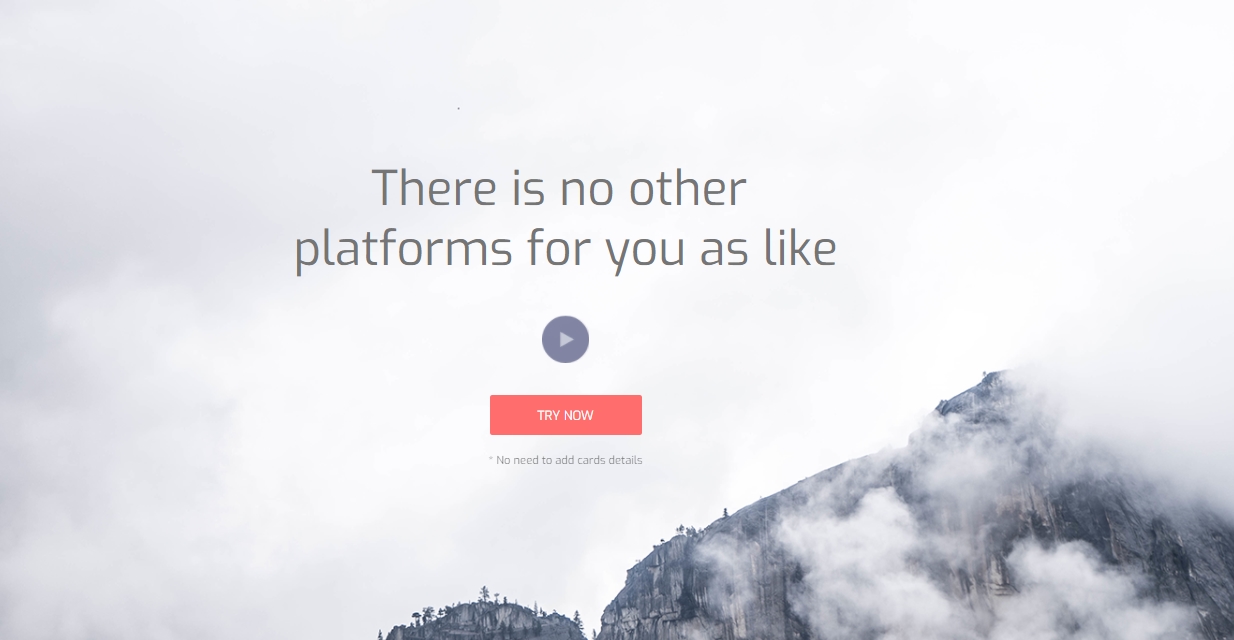 There is no other
platforms for you as like
TRY NOW
* No need to add cards details